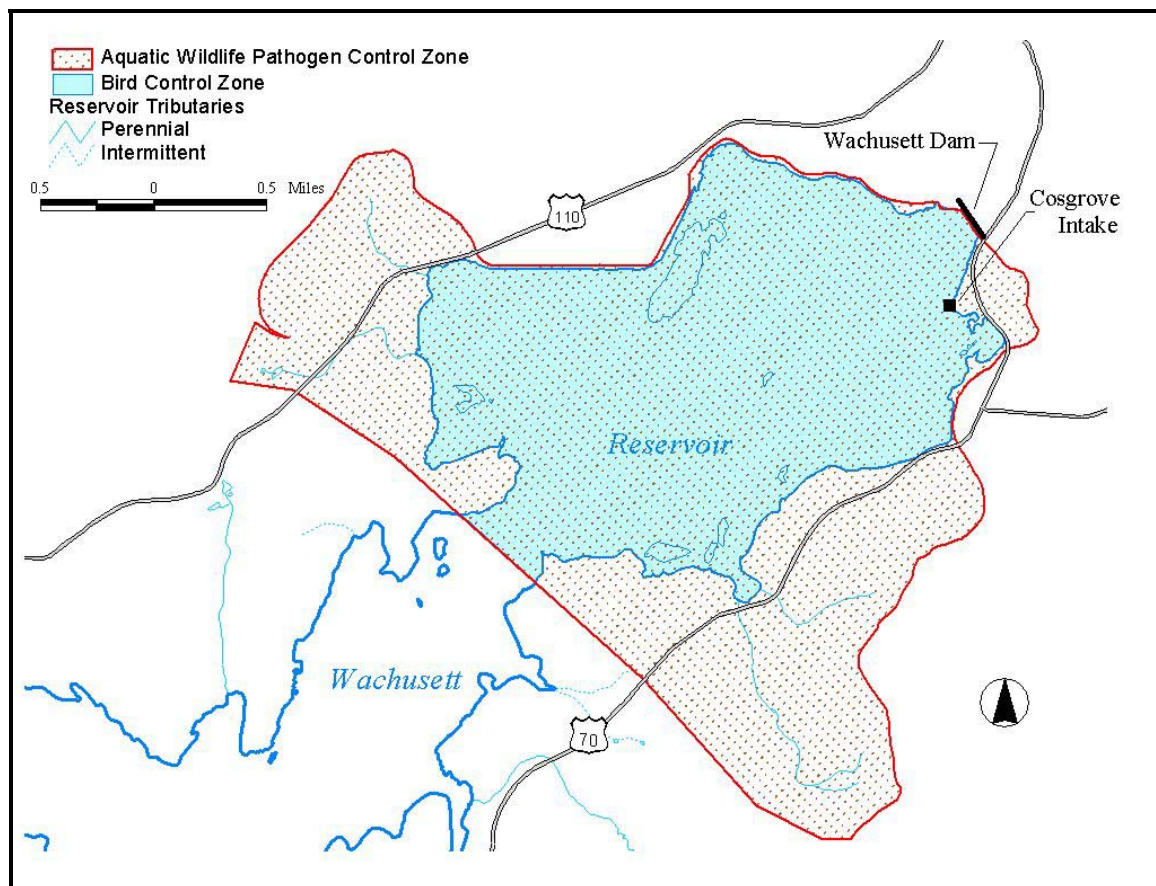 Aquatic Wildlife Pathogen Control Zone
Bird Control Zone
Reservoir Tributaries
Perennial
Intermittent
0.5 0 0.5 Miles
110
Wachusett Dam
Cosgrove
Intake
Reservoir
Wachusett
70